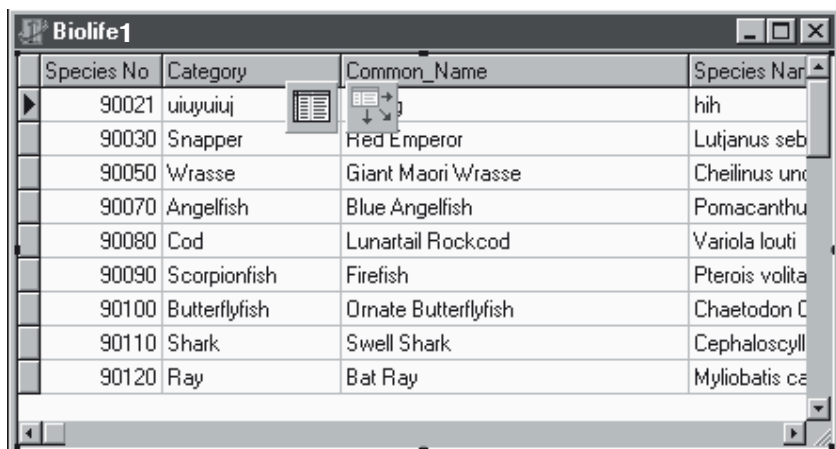 Biolife1
Species No Category Common_Name Species Nar
90021 uiuyuiuj hih
90030 Snapper Red Emperor Lutjanus seb
90050 Wrasse Giant Maori Wrasse Cheilinus und
90070 Angelfish Blue Angelfish Pomacanthu
90080 Cod Lunartail Rockcod Variola louti
90090 Scorpionfish Firefish Pterois volita
90100 Butterflyfish Ornate Butterflyfish Chaetodon O
90110 Shark Swell Shark Cephaloscyll
90120 Ray Bat Ray Myliobatis ca